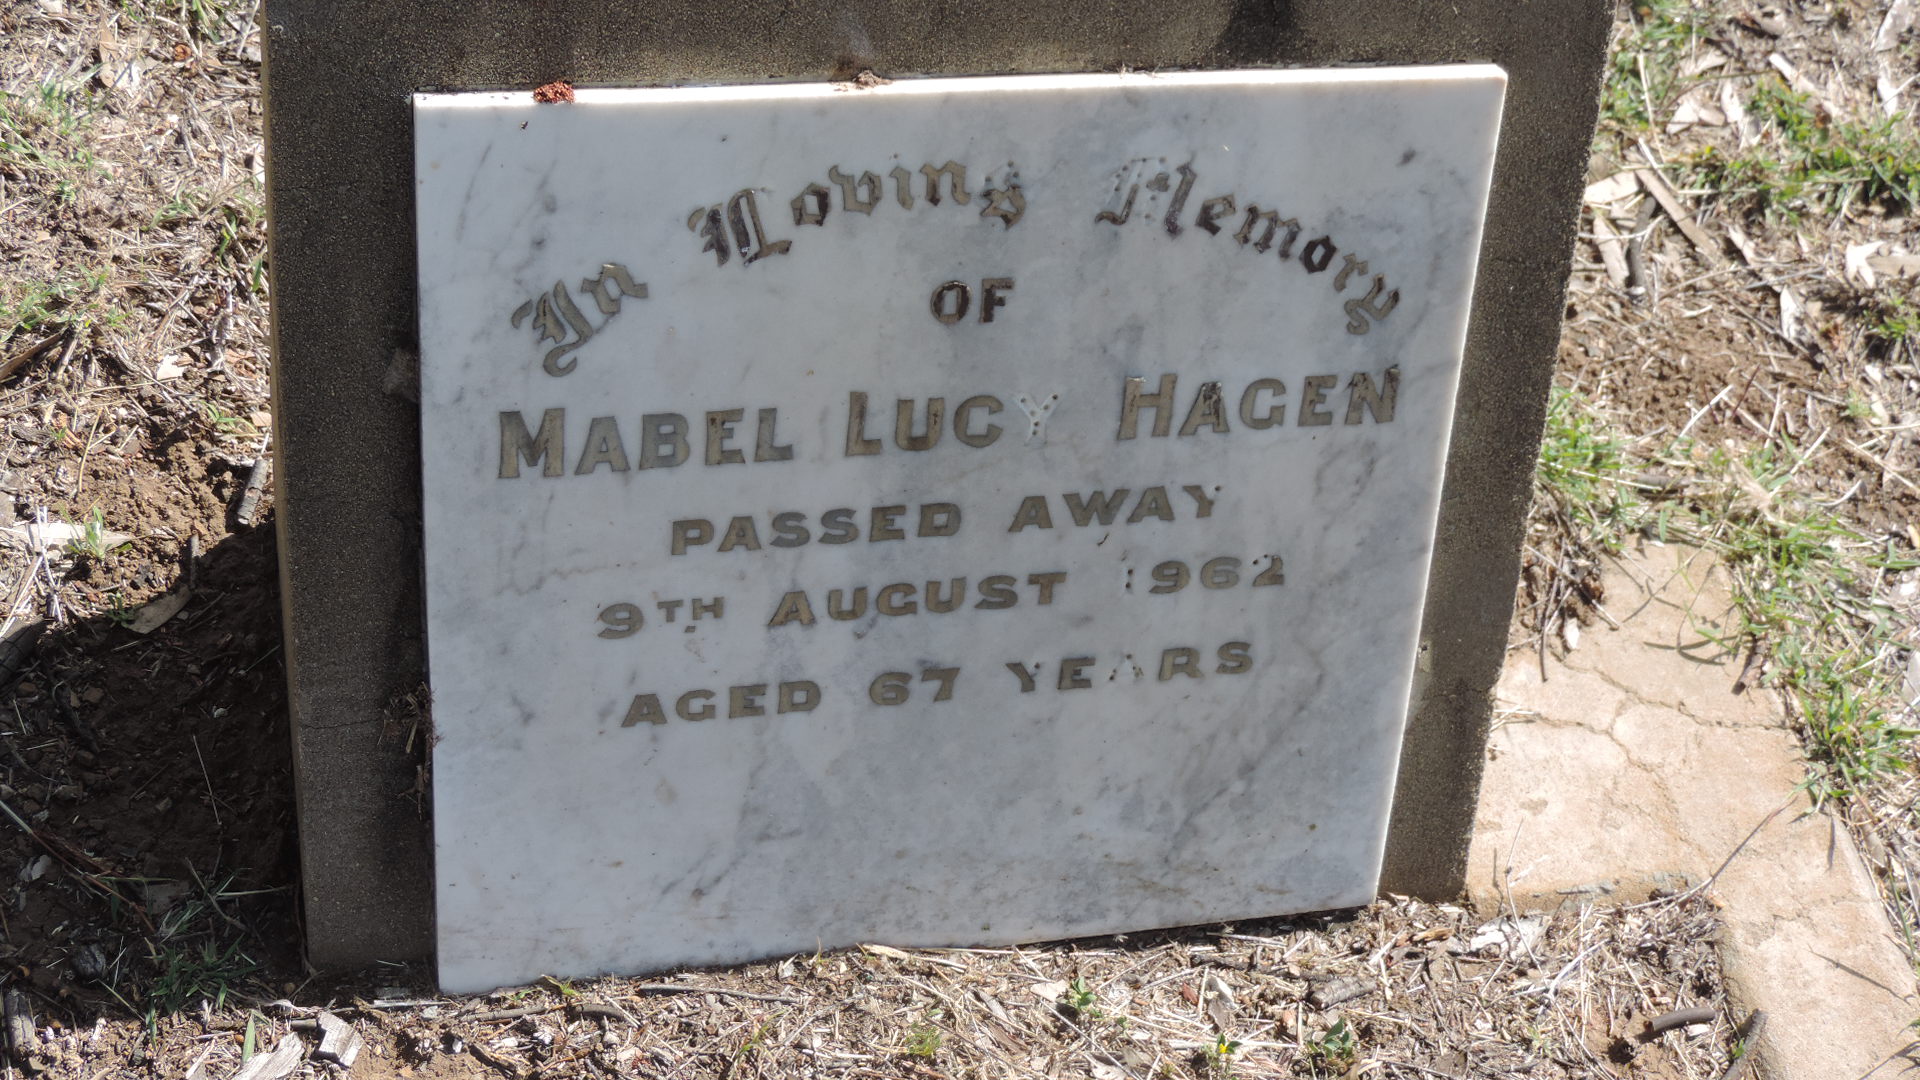 In Loving Memory
OF
MABEL LUCY HAGEN
PASSED AWAY
9TH AUGUST 1962
AGED 67 YEARS